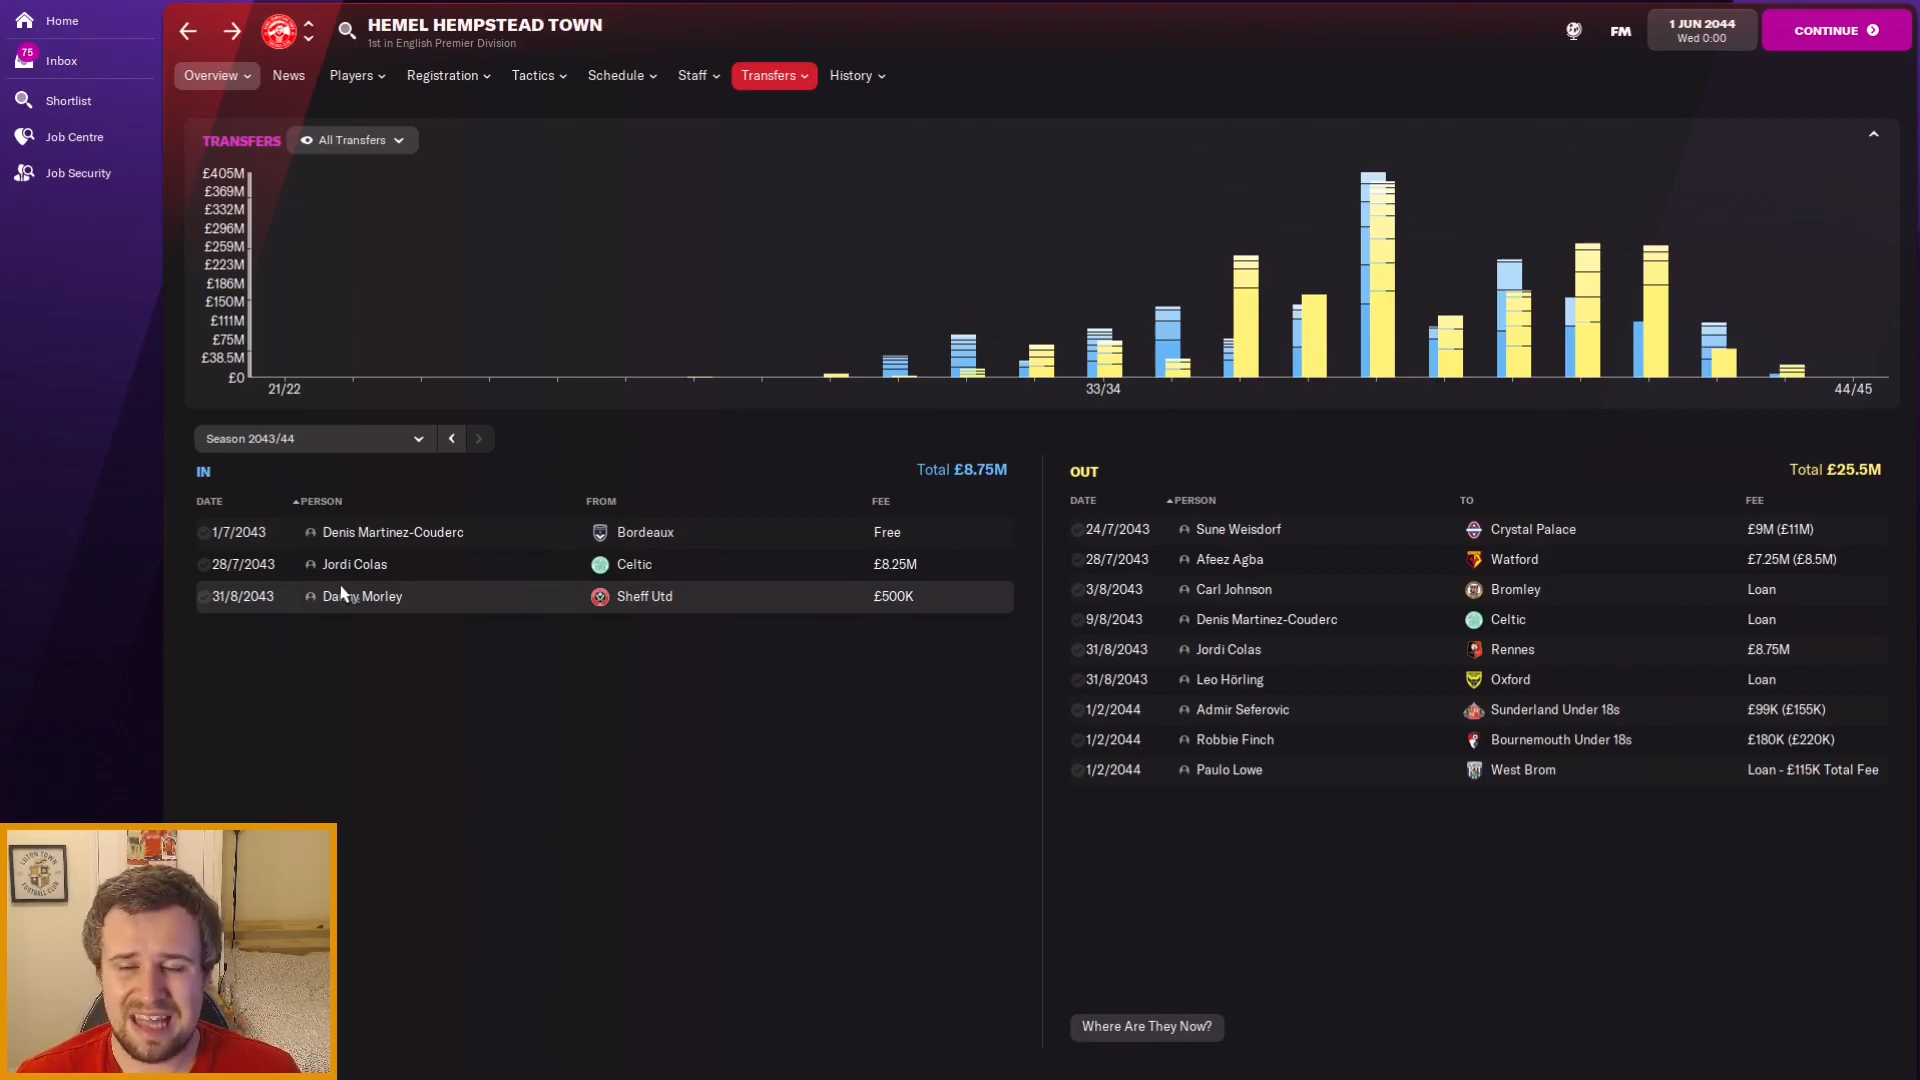 Home
75
Inbox
Shortlist
Job Centre
Job Security
HEMEL HEMPSTEAD TOWN
1st in English Premier Division
FM
1 JUN 2044
Wed 0:00
CONTINUE
Overview
News
Players
Registration
Tactics
Schedule
Staff
Transfers
History
TRANSFERS
All Transfers
£405M
£369M
£332M
£296M
£259M
£223M
£186M
£150M
£111M
£75M
£38.5M
£0
21/22
33/34
44/45
Season 2043/44
IN
Total £8.75M
DATE PERSON FROM FEE
1/7/2043 Denis Martinez-Couderc Bordeaux Free
28/7/2043 Jordi Colas Celtic £8.25M
31/8/2043 Danny Morley Sheff Utd £500K
OUT
Total £25.5M
DATE PERSON TO FEE
24/7/2043 Sune Weisdorf Crystal Palace £9M (£11M)
28/7/2043 Afeez Agba Watford £7.25M (£8.5M)
3/8/2043 Carl Johnson Bromley Loan
9/8/2043 Denis Martinez-Couderc Celtic Loan
31/8/2043 Jordi Colas Rennes £8.75M
31/8/2043 Leo Hörling Oxford Loan
1/2/2044 Admir Seferovic Sunderland Under 18s £99K (£155K)
1/2/2044 Robbie Finch Bournemouth Under 18s £180K (£220K)
1/2/2044 Paulo Lowe West Brom Loan - £115K Total Fee
Where Are They Now?
LUTON TOWN
FOOTBALL CLUB